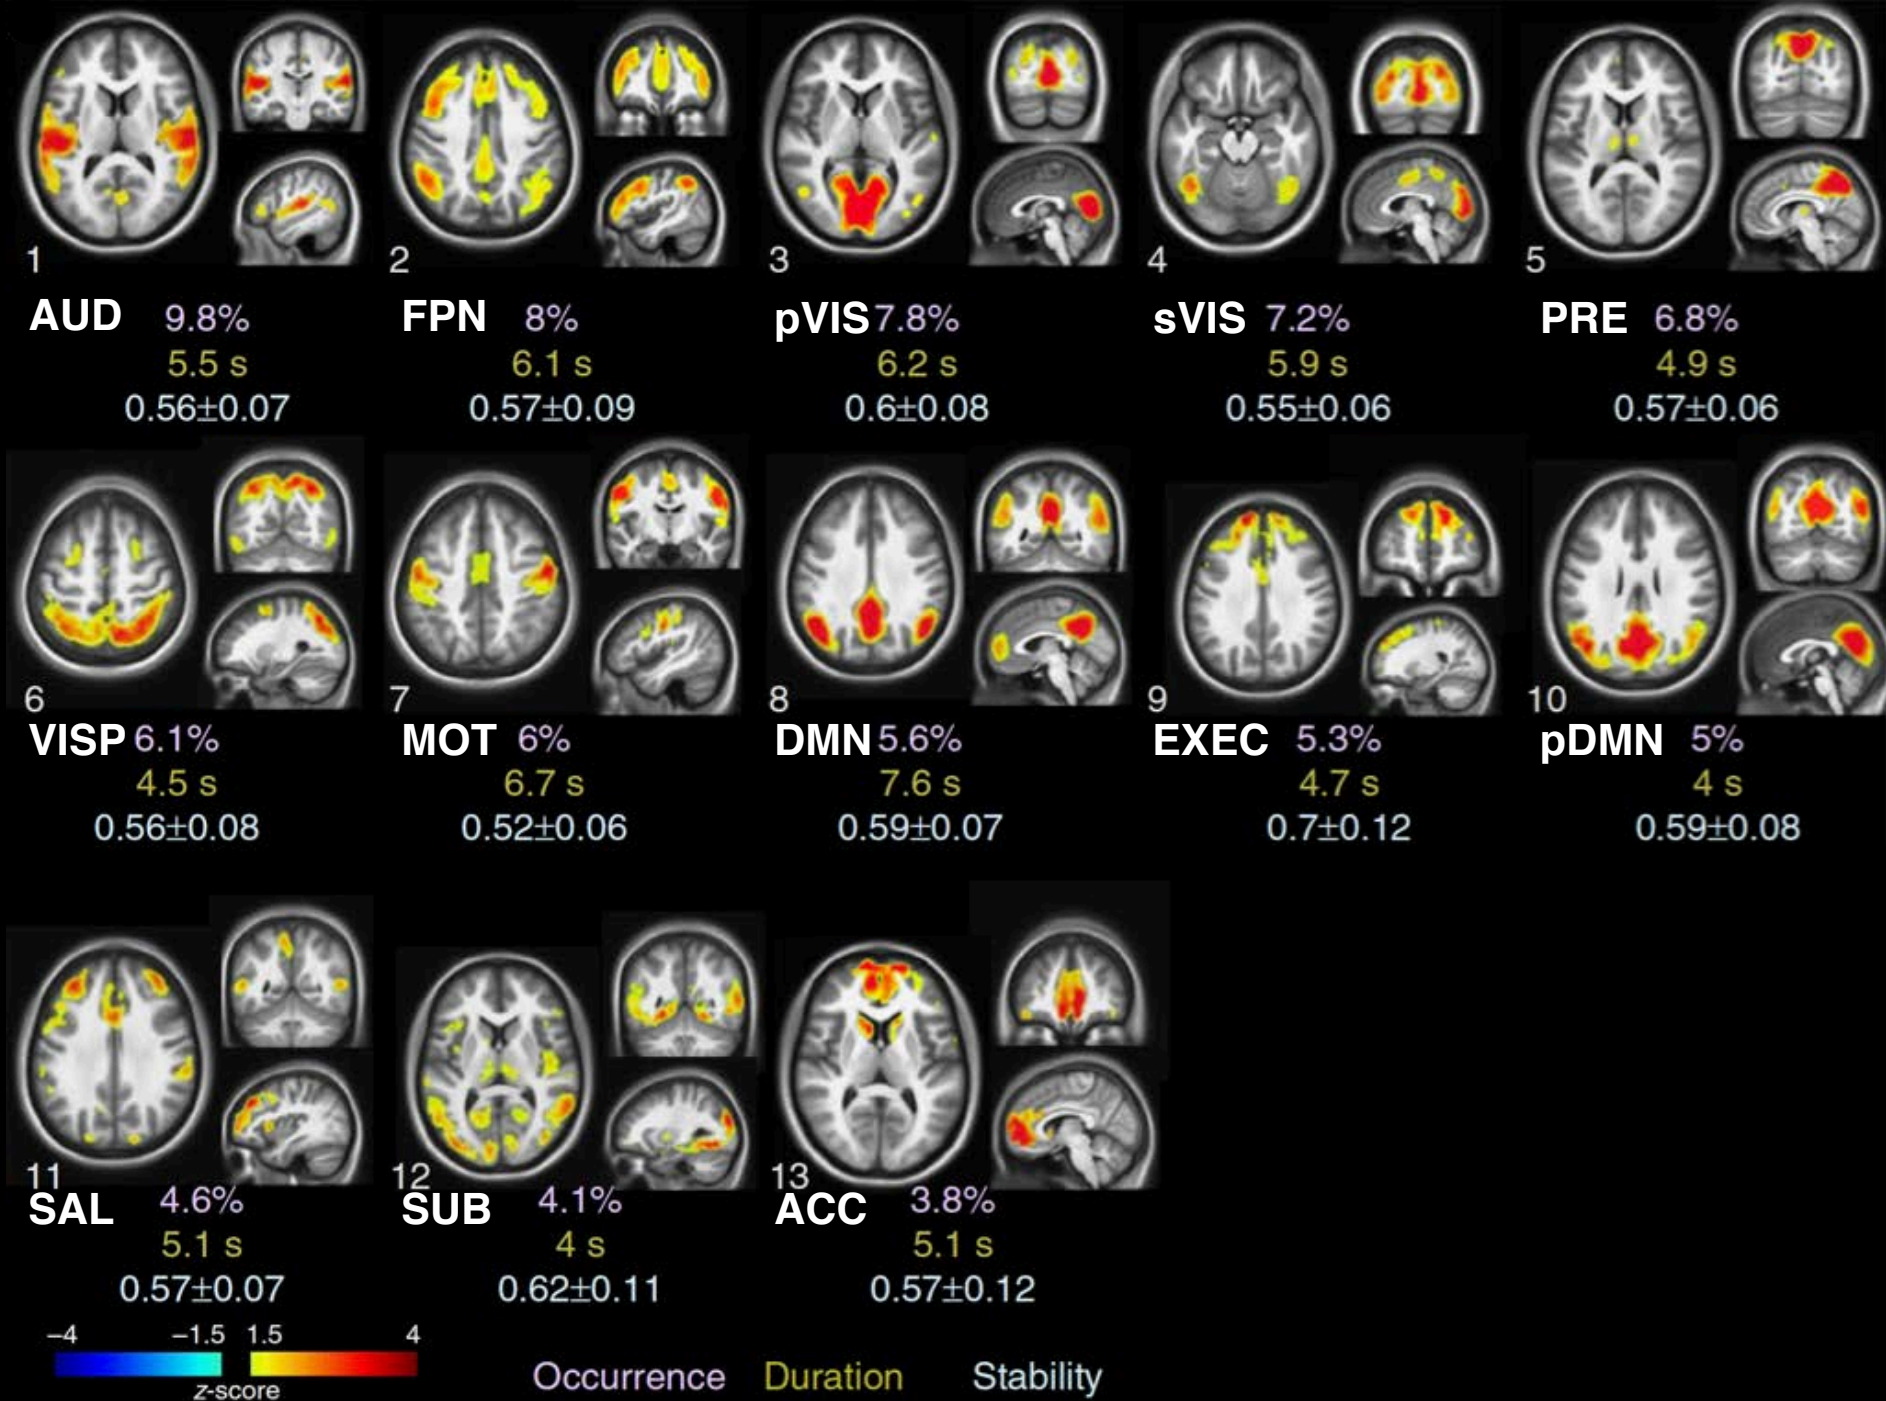 1 2 3 4 5
AUD 9.8% FPN 8% pVIS 7.8% sVIS 7.2% PRE 6.8%
5.5 s 6.1 s 6.2 s 5.9 s 4.9 s
0.56±0.07 0.57±0.09 0.6±0.08 0.55±0.06 0.57±0.06
6 7 8 9 10
VISP 6.1% MOT 6% DMN 5.6% EXEC 5.3% pDMN 5%
4.5 s 6.7 s 7.6 s 4.7 s 4 s
0.56±0.08 0.52±0.06 0.59±0.07 0.7±0.12 0.59±0.08
11 12 13
SAL 4.6% SUB 4.1% ACC 3.8%
5.1 s 4 s 5.1 s
0.57±0.07 0.62±0.11 0.57±0.12
−4 −1.5 1.5 4
z-score
Occurrence Duration Stability